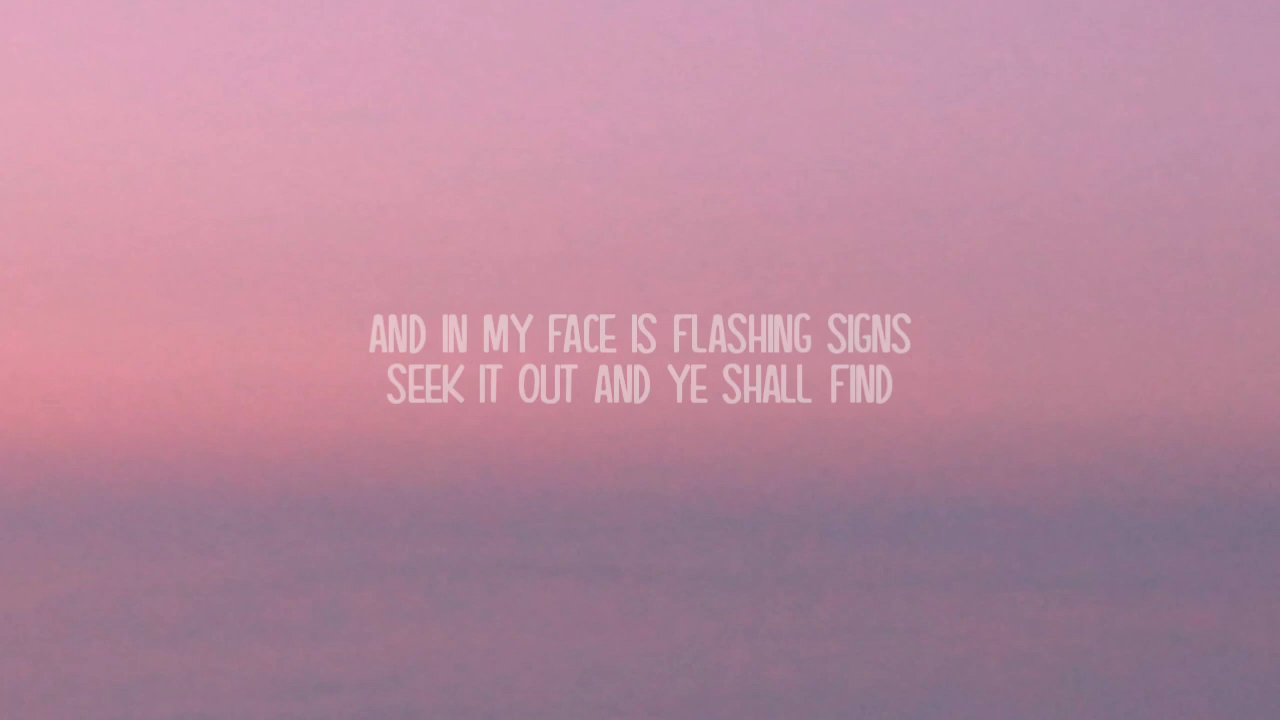 AND IN MY FACE IS FLASHING SIGNS
SEEK IT OUT AND YE SHALL FIND